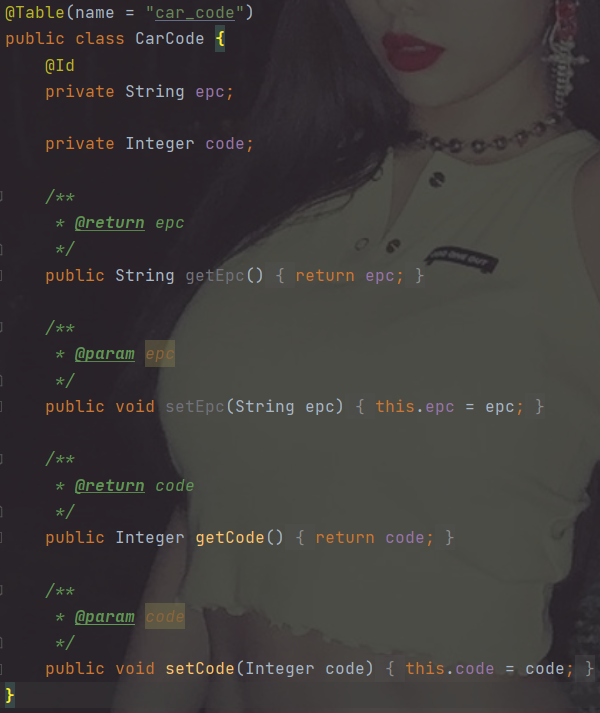 @Table(name = "car_code")
public class CarCode {
    @Id
    private String epc;

    private Integer code;

    /**
     * @return epc
     */
    public String getEpc() { return epc; }

    /**
     * @param epc
     */
    public void setEpc(String epc) { this.epc = epc; }

    /**
     * @return code
     */
    public Integer getCode() { return code; }

    /**
     * @param code
     */
    public void setCode(Integer code) { this.code = code; }
}